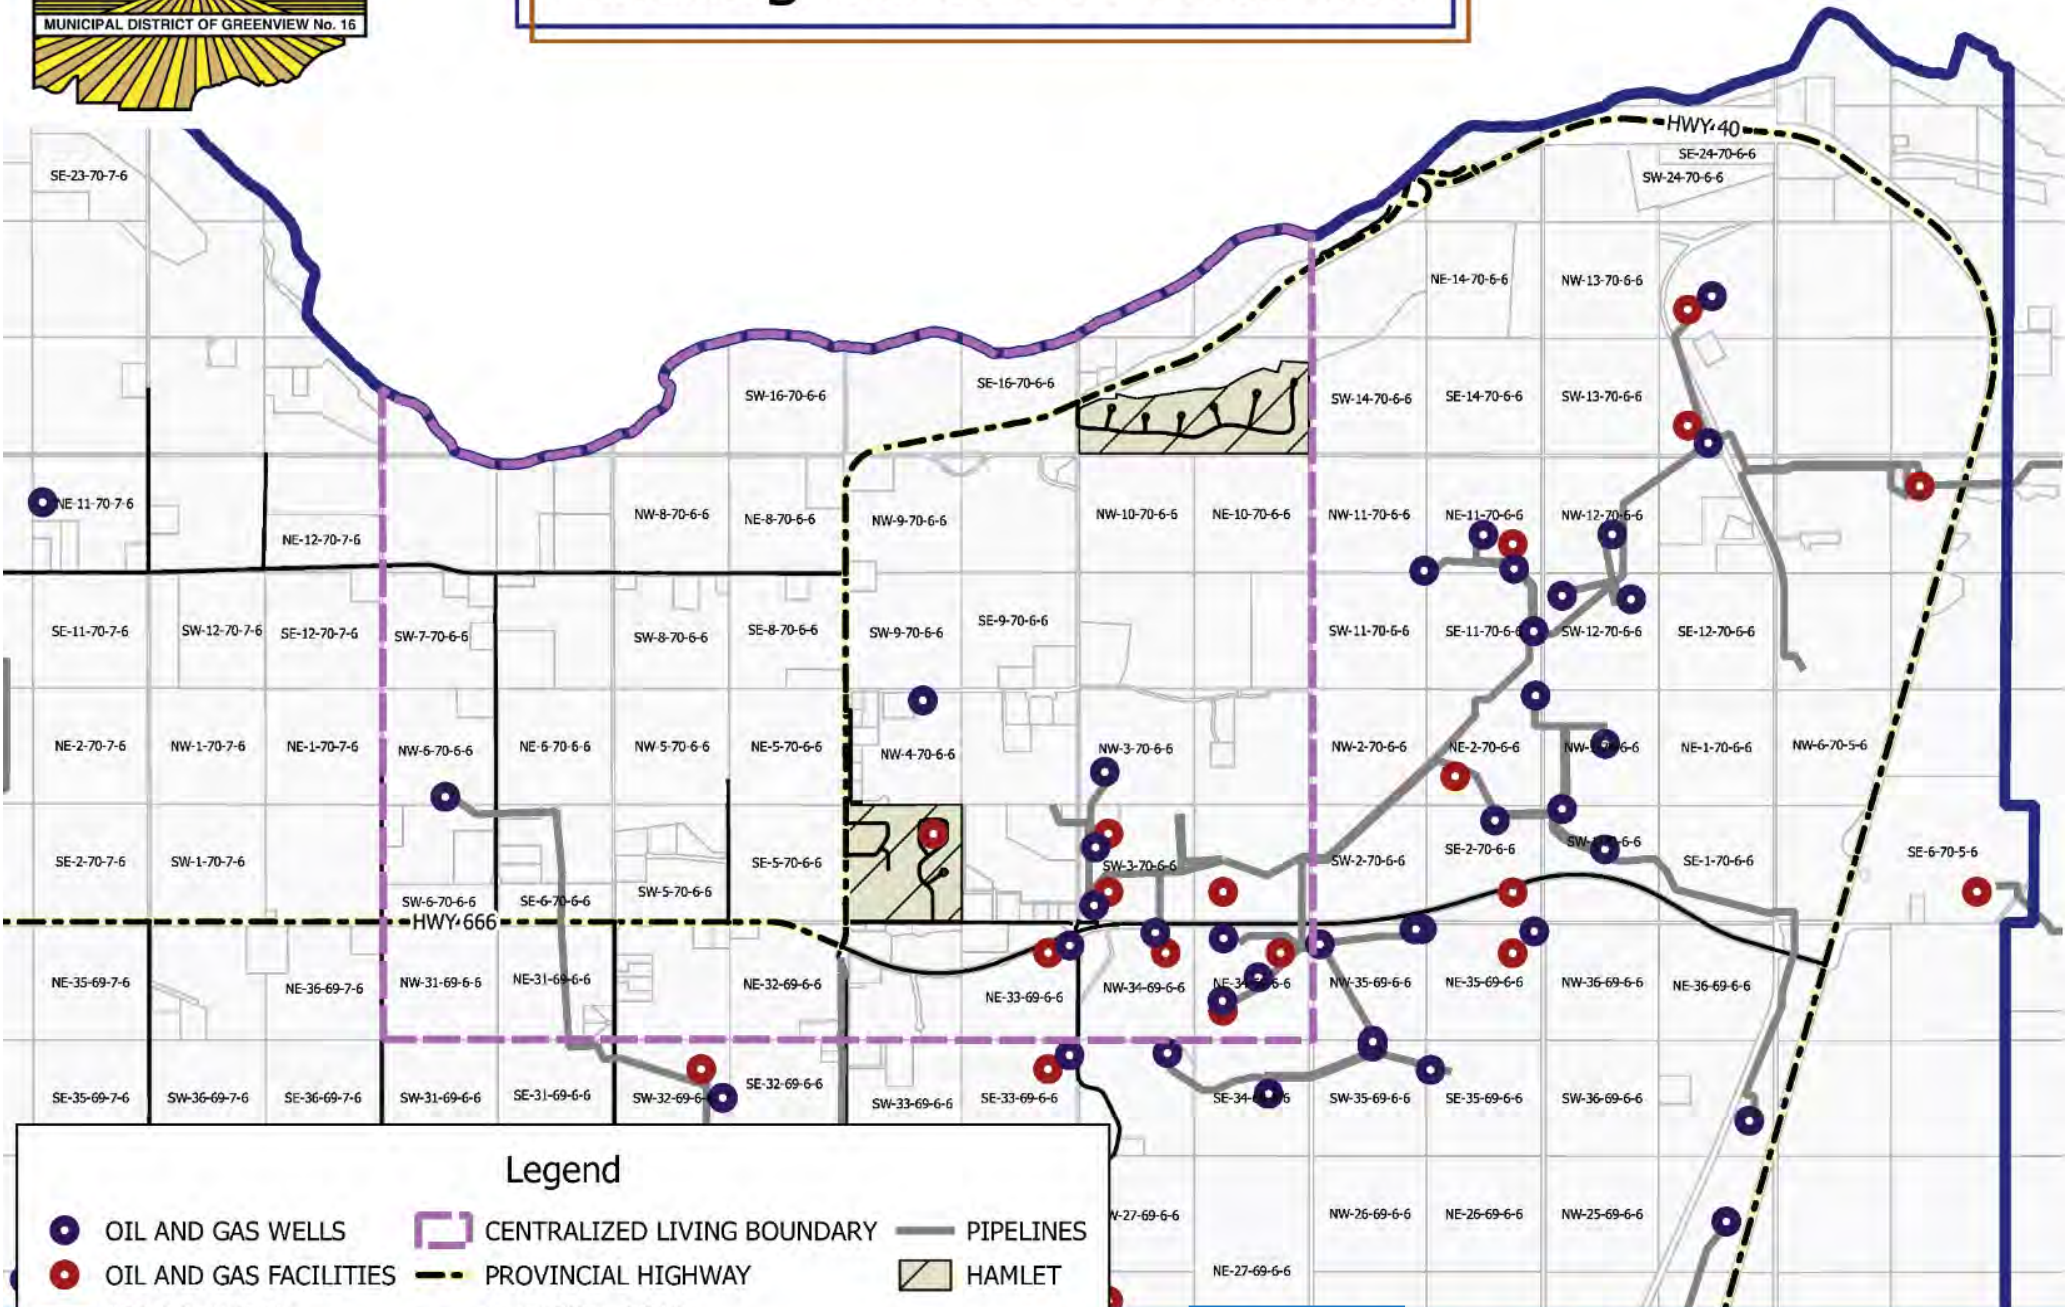 MUNICIPAL DISTRICT OF GREENVIEW No. 16
HWY 40
SE-24-70-6-6
SE-23-70-7-6
SW-24-70-6-6
NE-14-70-6-6
NW-13-70-6-6
SE-16-70-6-6
SW-16-70-6-6
SW-14-70-6-6
SE-14-70-6-6
SW-13-70-6-6
NE-11-70-7-6
NE-12-70-7-6
NW-8-70-6-6
NE-8-70-6-6
NW-9-70-6-6
NW-10-70-6-6
NE-10-70-6-6
NW-11-70-6-6
NE-11-70-6-6
NW-12-70-6-6
SE-11-70-7-6
SW-12-70-7-6
SE-12-70-7-6
SW-7-70-6-6
SW-8-70-6-6
SE-8-70-6-6
SW-9-70-6-6
SE-9-70-6-6
SW-11-70-6-6
SE-11-70-6-6
SW-12-70-6-6
SE-12-70-6-6
NE-2-70-7-6
NW-1-70-7-6
NE-1-70-7-6
NW-6-70-6-6
NE-6-70-6-6
NW-5-70-6-6
NE-5-70-6-6
NW-4-70-6-6
NW-3-70-6-6
NW-2-70-6-6
NE-2-70-6-6
NE-1-70-6-6
NW-6-70-5-6
SE-2-70-7-6
SW-1-70-7-6
SW-6-70-6-6
SE-6-70-6-6
SW-5-70-6-6
SE-5-70-6-6
SW-3-70-6-6
SW-2-70-6-6
SE-2-70-6-6
SE-1-70-6-6
SE-6-70-5-6
HWY 666
NE-35-69-7-6
NE-36-69-7-6
NW-31-69-6-6
NE-31-69-6-6
NE-32-69-6-6
NE-33-69-6-6
NW-34-69-6-6
NW-35-69-6-6
NE-35-69-6-6
NW-36-69-6-6
NE-36-69-6-6
SE-35-69-7-6
SW-36-69-7-6
SE-36-69-7-6
SW-31-69-6-6
SE-31-69-6-6
SE-32-69-6-6
SW-33-69-6-6
SE-33-69-6-6
SW-35-69-6-6
SE-35-69-6-6
SW-36-69-6-6
NW-26-69-6-6
NE-26-69-6-6
NW-25-69-6-6
NE-27-69-6-6
Legend
OIL AND GAS WELLS
CENTRALIZED LIVING BOUNDARY
PIPELINES
OIL AND GAS FACILITIES
PROVINCIAL HIGHWAY
HAMLET